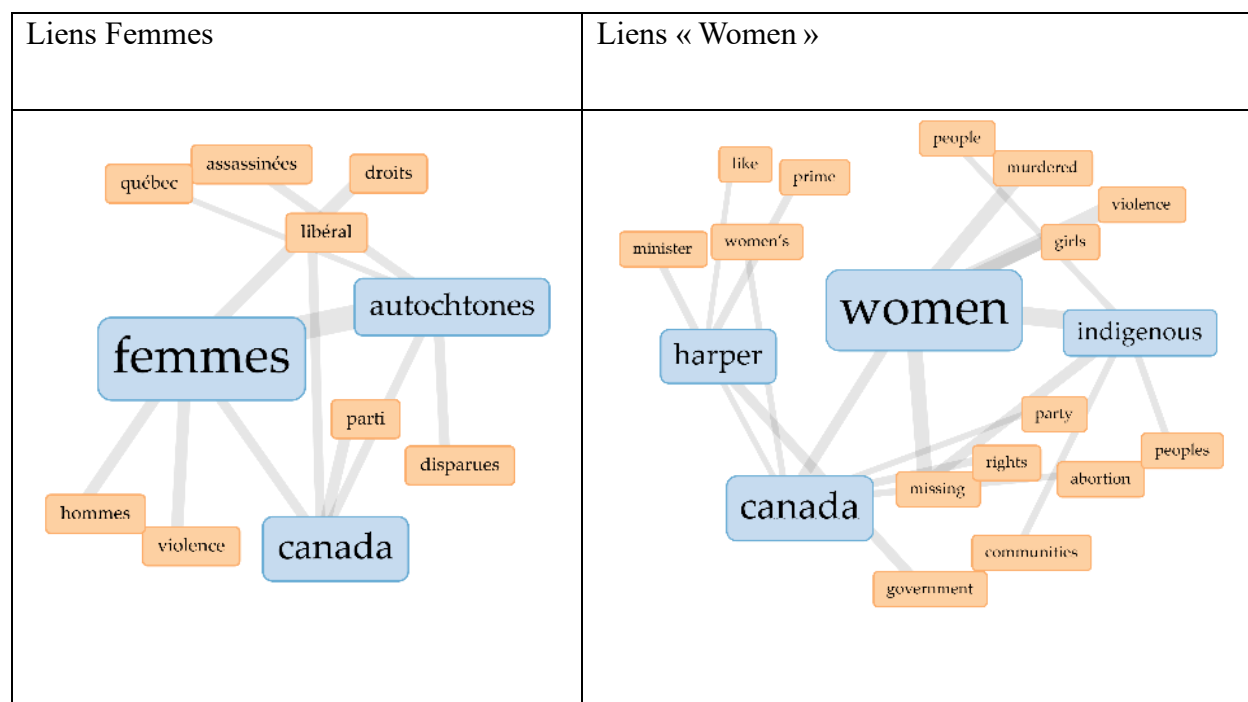 Liens Femmes
Liens « Women »
assassinées
droits
québec
libéral
autochtones
femmes
parti
disparues
hommes
violence
canada
people
like
murdered
prime
violence
minister
women's
girls
women
indigenous
harper
party
peoples
rights
abortion
missing
canada
communities
government